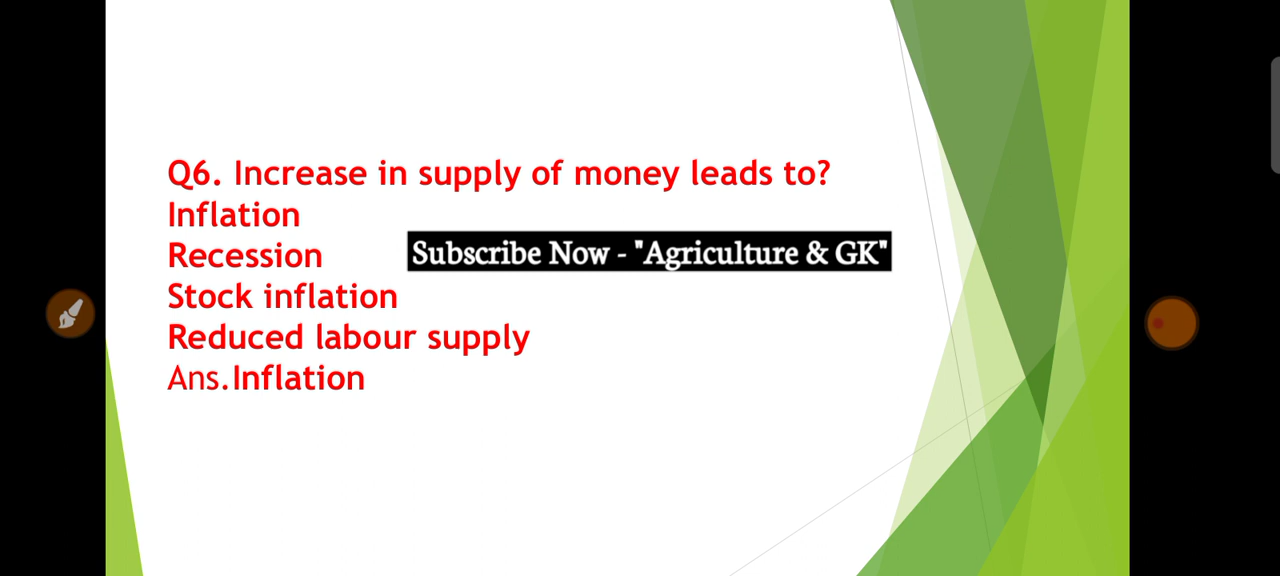 Q6. Increase in supply of money leads to?
Inflation
Recession
Subscribe Now - "Agriculture & GK"
Stock inflation
Reduced labour supply
Ans.Inflation